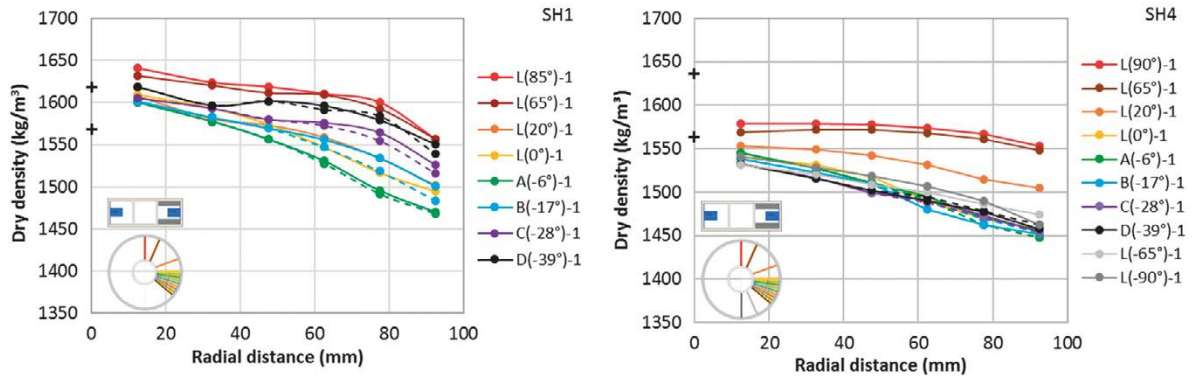 SH1
Dry density (kg/m³)
1700
1650
1600
1550
1500
1450
1400
1350
0
20
40
60
80
100
Radial distance (mm)
L(85°)-1
L(65°)-1
L(20°)-1
L(0°)-1
A(-6°)-1
B(-17°)-1
C(-28°)-1
D(-39°)-1
SH4
Dry density (kg/m³)
1700
1650
1600
1550
1500
1450
1400
1350
0
20
40
60
80
100
Radial distance (mm)
L(90°)-1
L(65°)-1
L(20°)-1
L(0°)-1
A(-6°)-1
B(-17°)-1
C(-28°)-1
D(-39°)-1
L(-65°)-1
L(-90°)-1